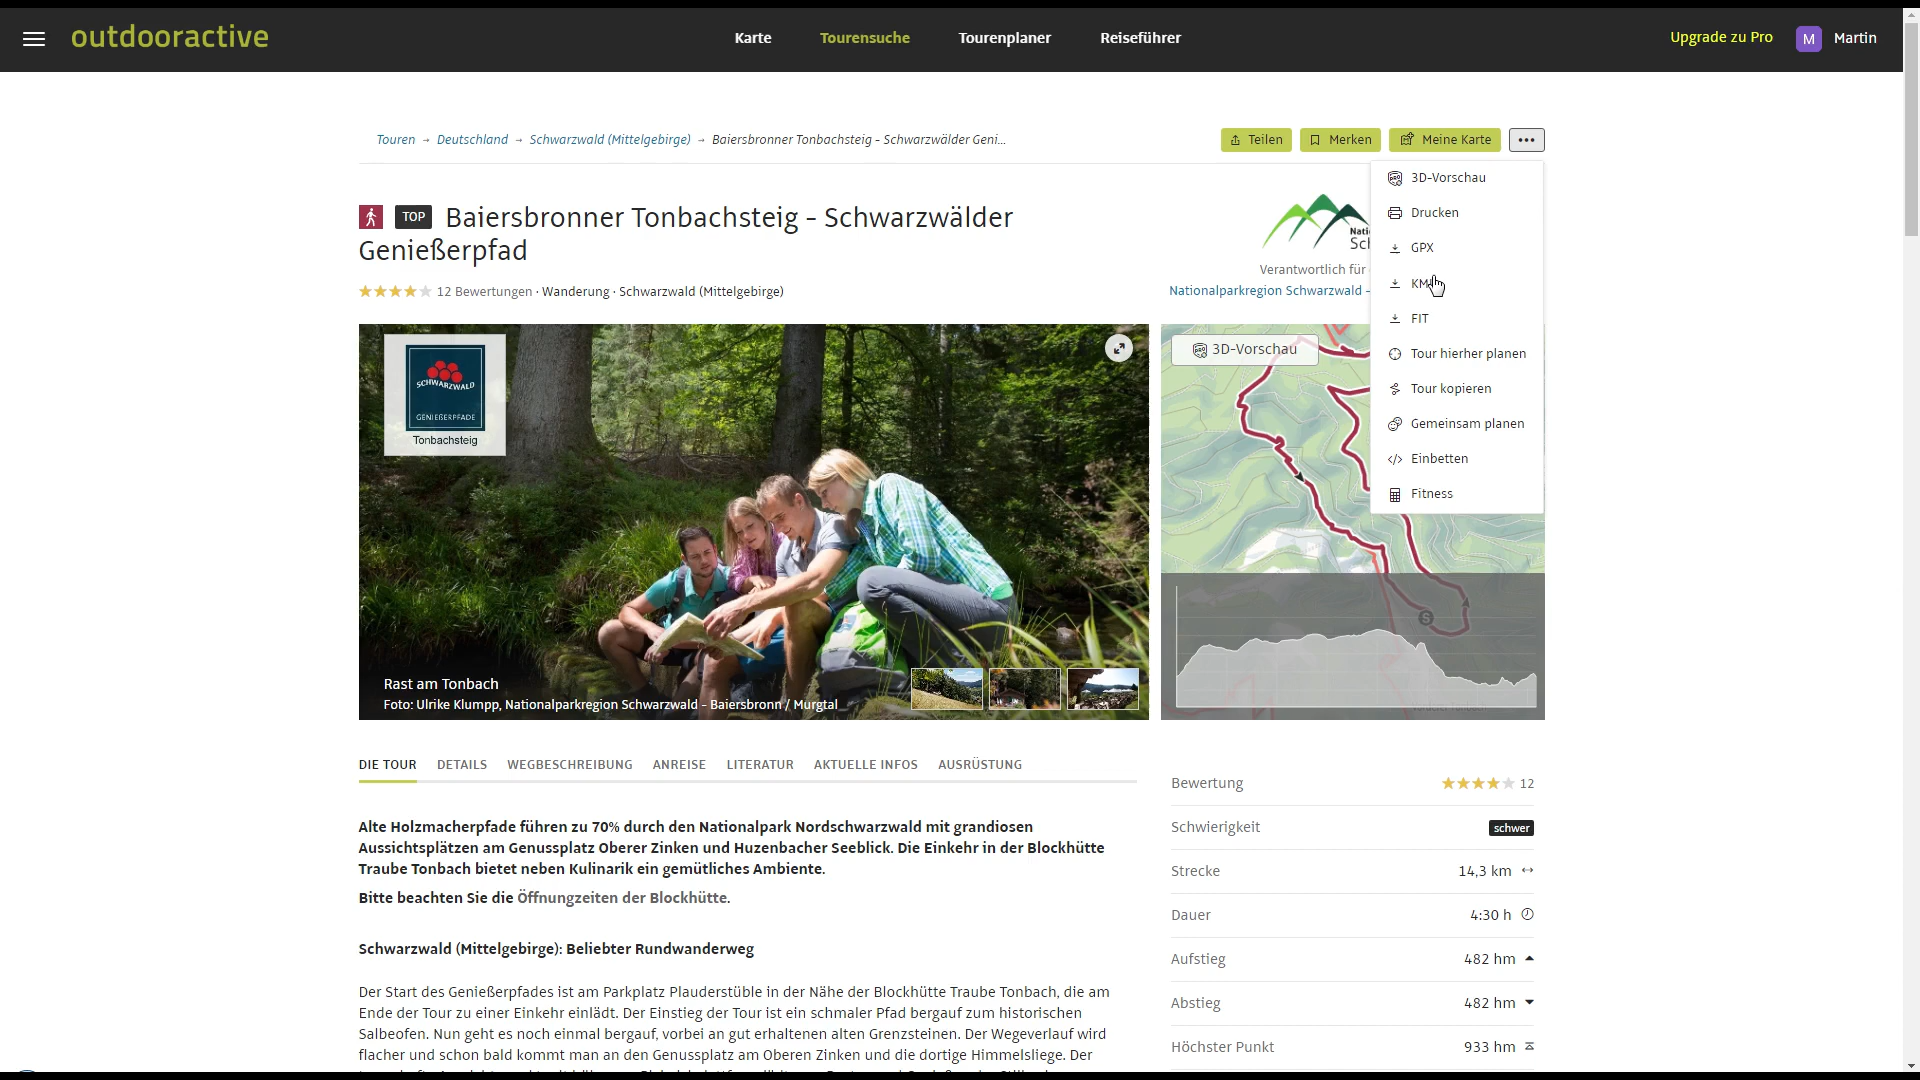 outdooractive
Karte
Tourensuche
Tourenplaner
Reiseführer
Upgrade zu Pro
M
Martin
Touren → Deutschland → Schwarzwald (Mittelgebirge) → Baiersbronner Tonbachsteig - Schwarzwälder Geni...
Teilen
Merken
Meine Karte
•••
3D-Vorschau
Drucken
GPX
FIT
Tour hierher planen
Tour kopieren
Gemeinsam planen
Einbetten
Fitness
TOP Baiersbronner Tonbachsteig - Schwarzwälder
Genießerpfad
12 Bewertungen · Wanderung · Schwarzwald (Mittelgebirge)
Verantwortlich für
Nationalparkregion Schwarzwald -
SCHWARZWALD
GENIEßERPFADE
Tonbachsteig
3D-Vorschau
S
Rast am Tonbach
Foto: Ulrike Klumpp, Nationalparkregion Schwarzwald - Baiersbronn / Murgtal
DIE TOUR
DETAILS
WEGBESCHREIBUNG
ANREISE
LITERATUR
AKTUELLE INFOS
AUSRÜSTUNG
Alte Holzmacherpfade führen zu 70% durch den Nationalpark Nordschwarzwald mit grandiosen
Aussichtsplätzen am Genussplatz Oberer Zinken und Huzenbacher Seeblick. Die Einkehr in der Blockhütte
Traube Tonbach bietet neben Kulinarik ein gemütliches Ambiente.
Bitte beachten Sie die Öffnungzeiten der Blockhütte.
Schwarzwald (Mittelgebirge): Beliebter Rundwanderweg
Der Start des Genießerpfades ist am Parkplatz Plauderstüble in der Nähe der Blockhütte Traube Tonbach, die am
Ende der Tour zu einer Einkehr einlädt. Der Einstieg der Tour ist ein schmaler Pfad bergauf zum historischen
Salbeofen. Nun geht es noch einmal bergauf, vorbei an gut erhaltenen alten Grenzsteinen. Der Wegeverlauf wird
flacher und schon bald kommt man an den Genussplatz am Oberen Zinken und die dortige Himmelsliege. Der
Bewertung 12
Schwierigkeit schwer
Strecke 14,3 km
Dauer 4:30 h
Aufstieg 482 hm
Abstieg 482 hm
Höchster Punkt 933 hm